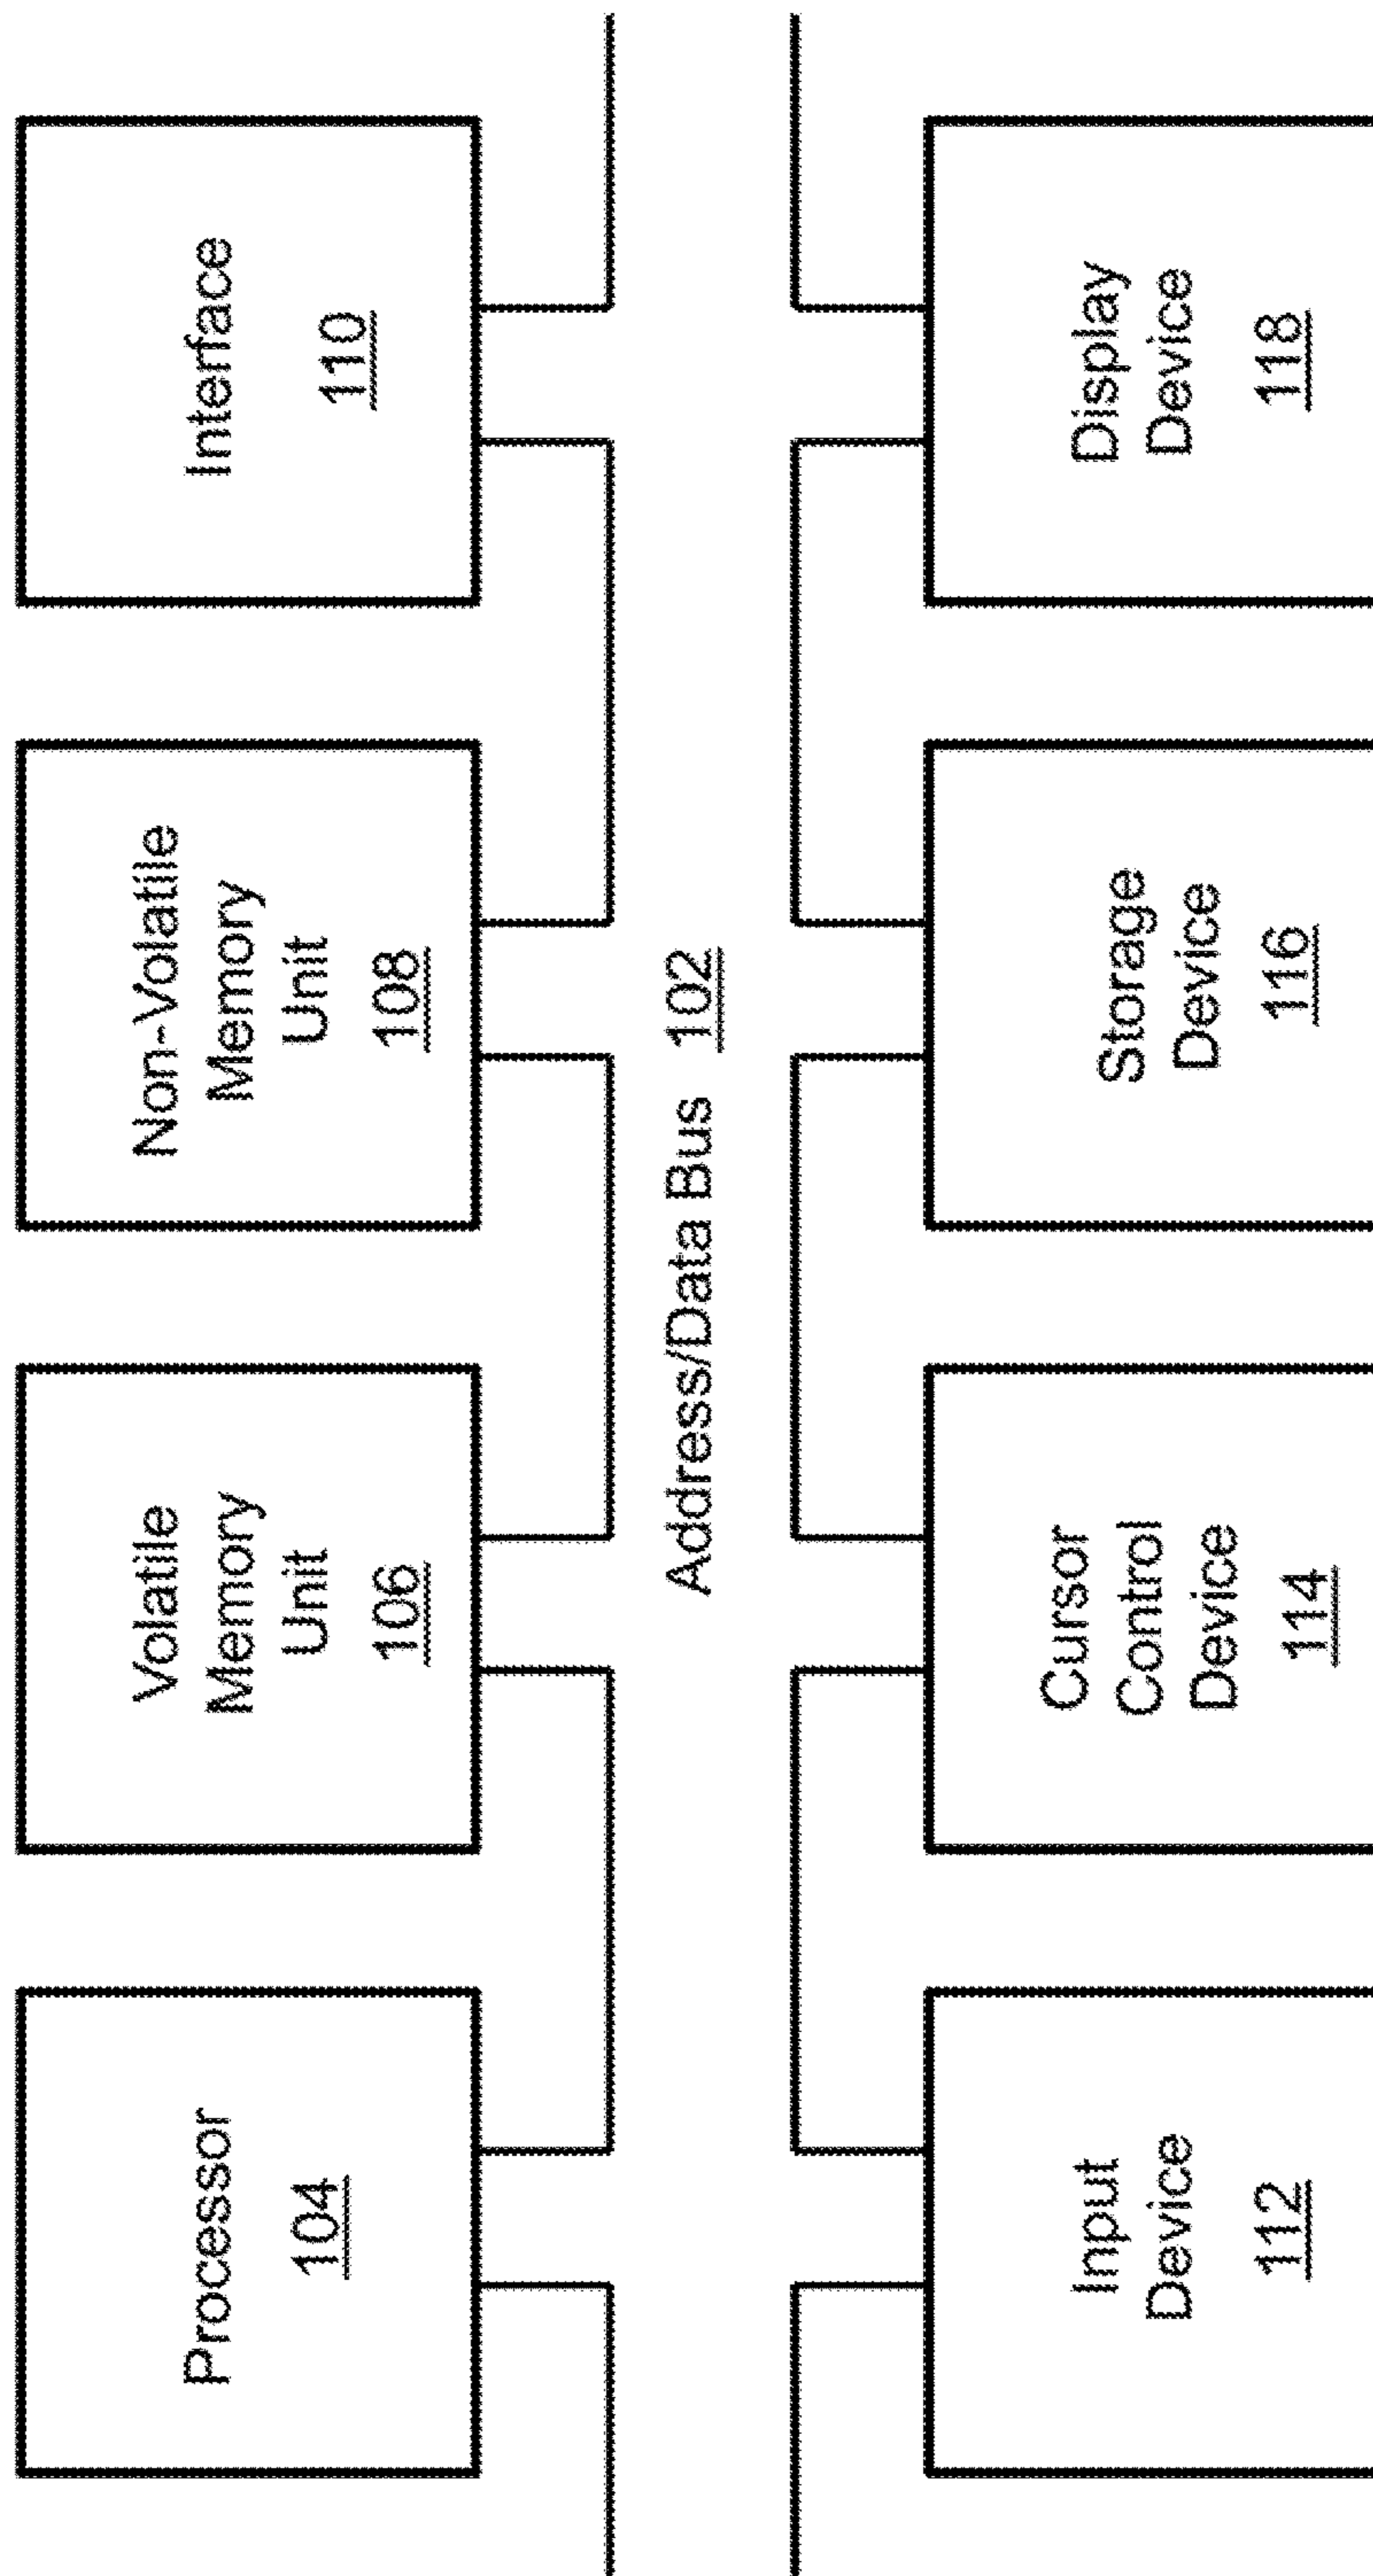 Processor
104
Volatile
Memory
Unit
106
Non-Volatile
Memory
Unit
108
Interface
110
Address/Data Bus 102
Input
Device
112
Cursor
Control
Device
114
Storage
Device
116
Display
Device
118